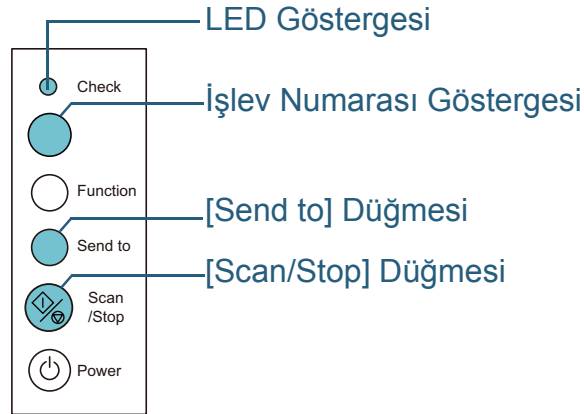 LED Göstergesi
Check
İşlev Numarası Göstergesi
Function
[Send to] Düğmesi
Send to
[Scan/Stop] Düğmesi
Scan
/Stop
Power